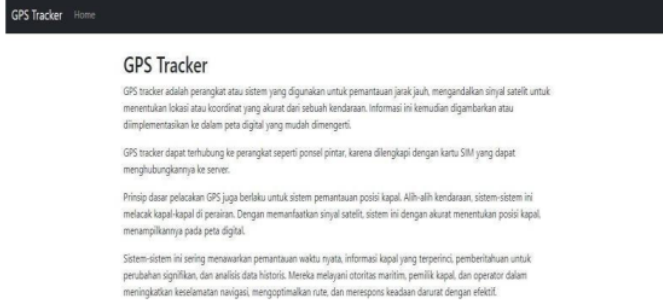 GPS Tracker Home
GPS Tracker
GPS tracker adalah perangkat atau sistem yang digunakan untuk pemantauan jarak jauh, mengandalkan sinyal satelit untuk
menentukan lokasi atau koordinat yang akurat dari sebuah kendaraan. Informasi ini kemudian digambarkan atau
diimplementasikan ke dalam peta digital yang mudah dimengerti.
GPS tracker dapat terhubung ke perangkat seperti ponsel pintar, karena dilengkapi dengan kartu SIM yang dapat
menghubungkannya ke server.
Prinsip dasar pelacakan GPS juga berlaku untuk sistem pemantauan posisi kapal. Alih-alih kendaraan, sistem-sistem ini
melacak kapal-kapal di perairan. Dengan memanfaatkan sinyal satelit, sistem ini dengan akurat menentukan posisi kapal,
menampilkannya pada peta digital.
Sistem-sistem ini sering menawarkan pemantauan waktu nyata, informasi kapal yang terperinci, pemberitahuan untuk
perubahan signifikan, dan analisis data historis. Mereka melayani otoritas maritim, pemilik kapal, dan operator dalam
meningkatkan keselamatan navigasi, mengoptimalkan rute, dan merespons keadaan darurat dengan efektif.